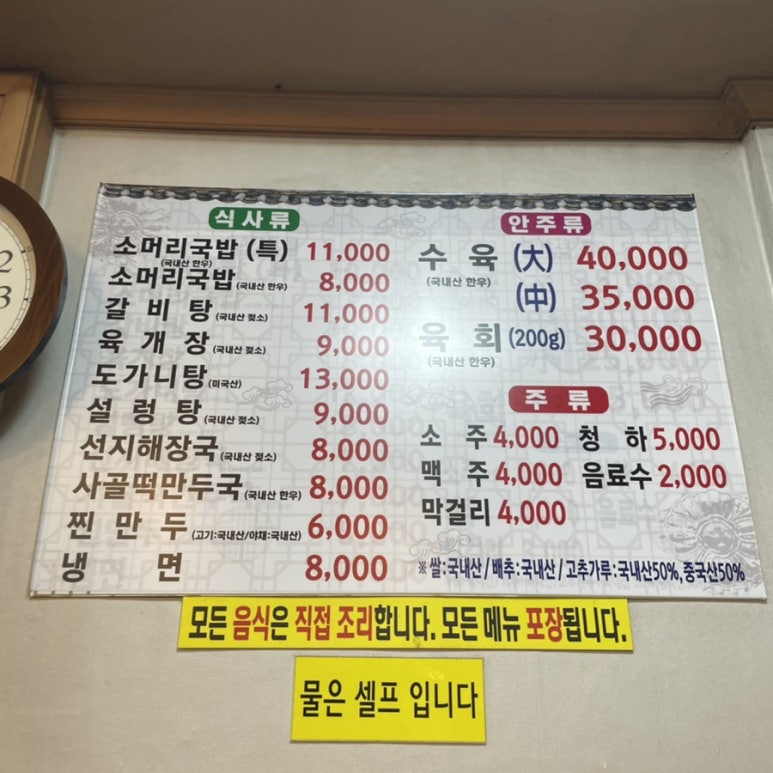 식사류
소머리국밥 (특) 11,000
(국내산 한우)
소머리국밥 (국내산 한우) 8,000
갈비탕 (국내산 젖소) 11,000
육개장 (국내산 젖소) 9,000
도가니탕 (미국산) 13,000
설렁탕 (국내산 젖소) 9,000
선지해장국 (국내산 젖소) 8,000
사골떡만두국 (국내산 한우) 8,000
찐만두 (고기:국내산/야채:국내산) 6,000
냉면 8,000
안주류
수육 (大) 40,000
(국내산 한우)
(中) 35,000
육회 (200g) 30,000
(국내산 한우)
주류
소주 4,000 청하 5,000
맥주 4,000 음료수 2,000
막걸리 4,000
※쌀:국내산/배추:국내산/고추가루:국내산50%,중국산50%
모든 음식은 직접 조리합니다. 모든 메뉴 포장됩니다.
물은 셀프 입니다
2
3